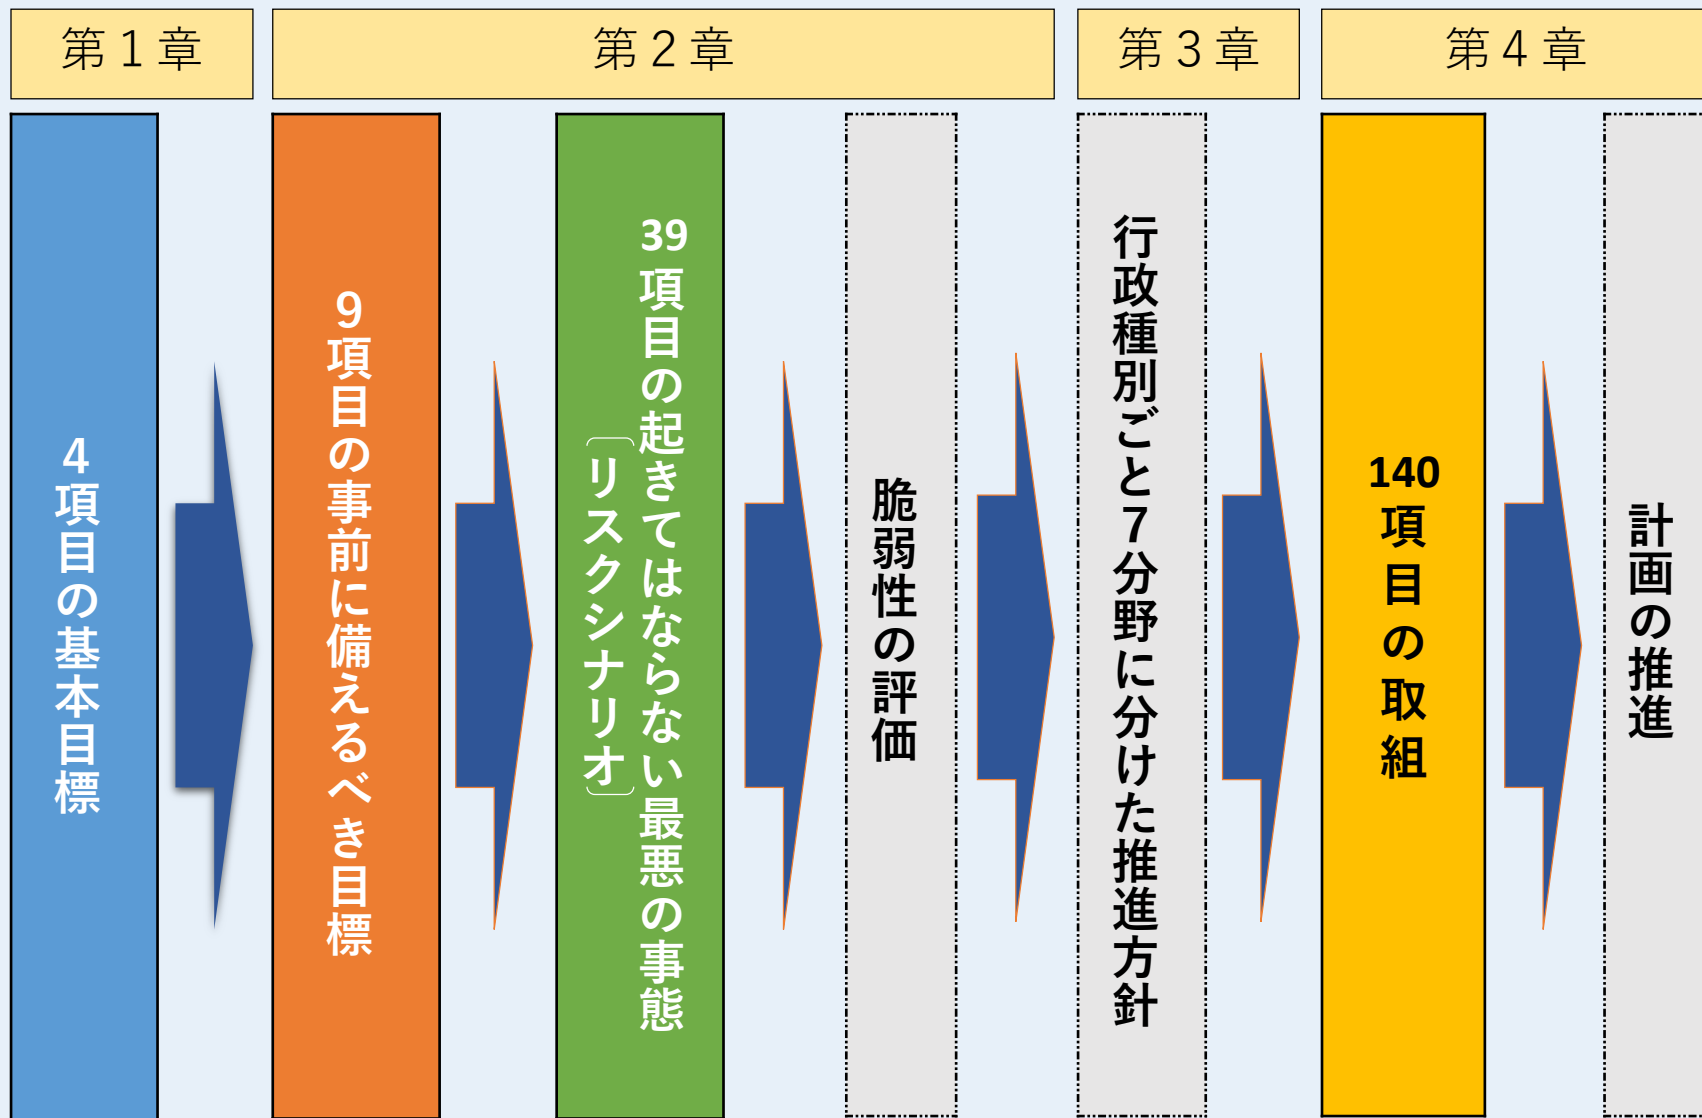 第1章
第2章
第3章
第4章
4項目の基本目標
9項目の事前に備えるべき目標
39項目の起きてはならない最悪の事態
〔リスクシナリオ〕
脆弱性の評価
行政種別ごと7分野に分けた推進方針
140項目の取組
計画の推進